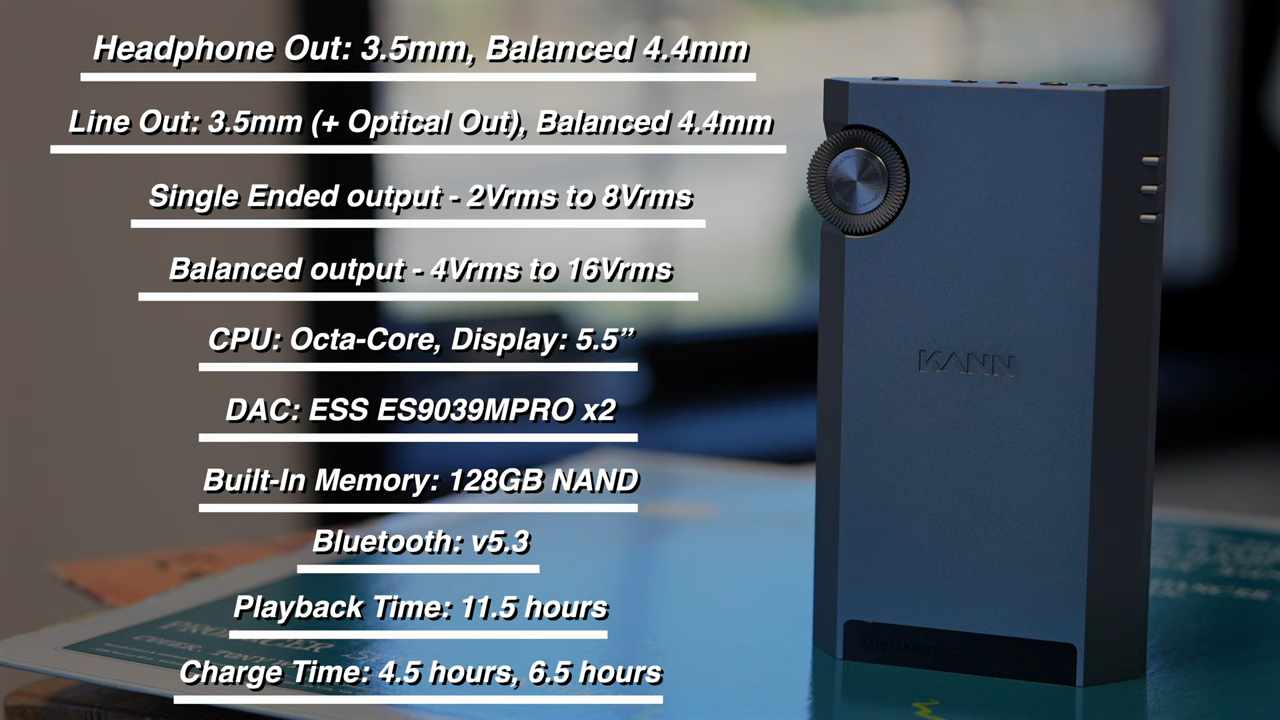 Headphone Out: 3.5mm, Balanced 4.4mm
Line Out: 3.5mm (+ Optical Out), Balanced 4.4mm
Single Ended output - 2Vrms to 8Vrms
Balanced output - 4Vrms to 16Vrms
CPU: Octa-Core, Display: 5.5”
DAC: ESS ES9039MPRO x2
Built-In Memory: 128GB NAND
Bluetooth: v5.3
Playback Time: 11.5 hours
Charge Time: 4.5 hours, 6.5 hours
KANN
Astell&Kern